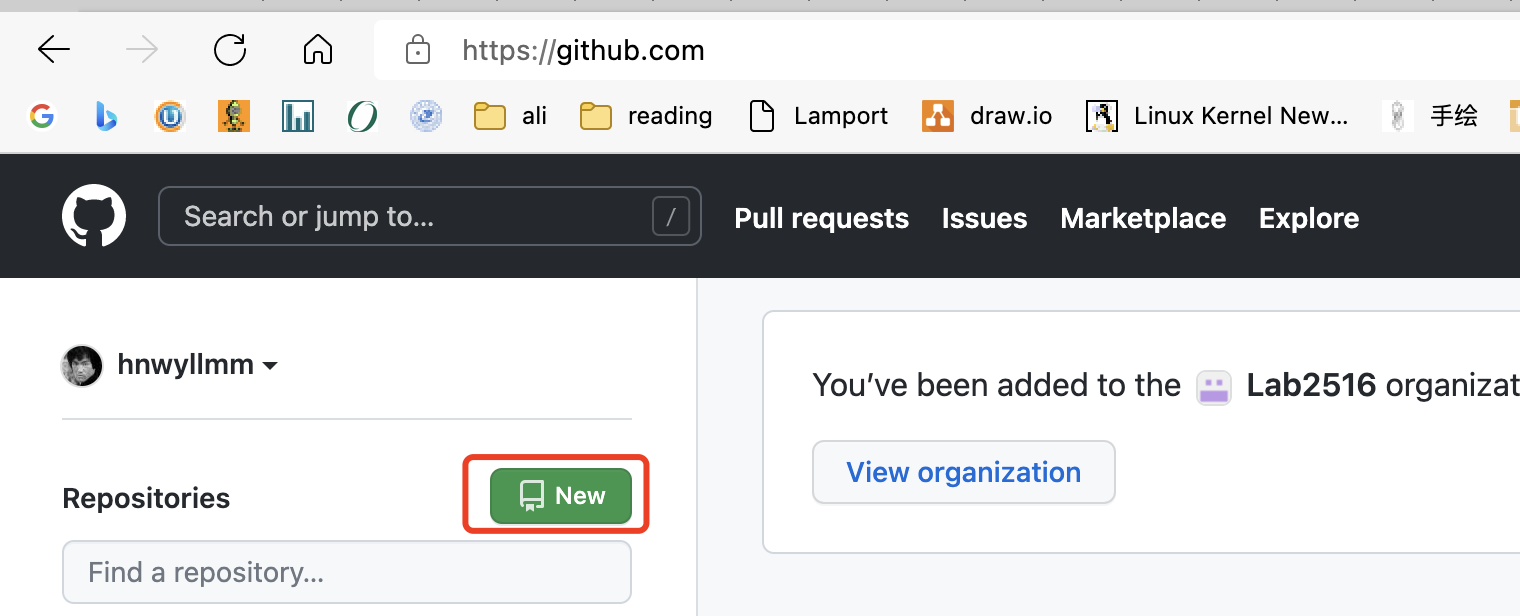 https://github.com
ali reading Lamport draw.io Linux Kernel New... 手绘
Search or jump to... / Pull requests Issues Marketplace Explore
hnwyllmm
You've been added to the Lab2516 organizat
View organization
Repositories New
Find a repository...